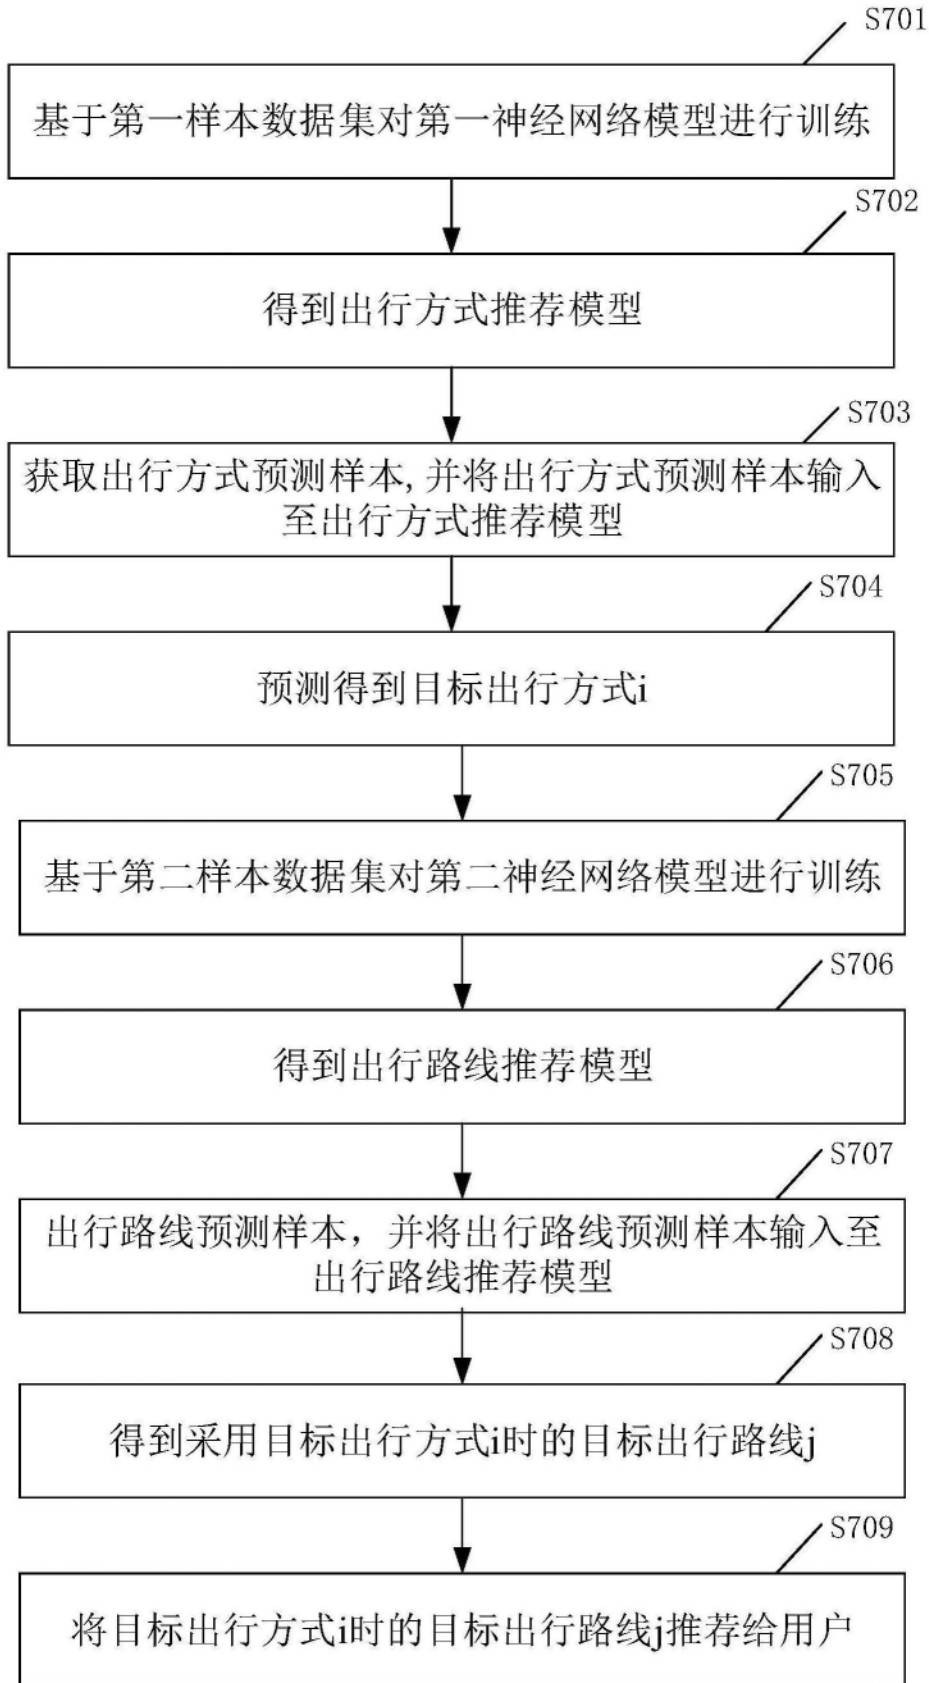 S701
基于第一样本数据集对第一神经网络模型进行训练
S702
得到出行方式推荐模型
S703
获取出行方式预测样本,并将出行方式预测样本输入
至出行方式推荐模型
S704
预测得到目标出行方式i
S705
基于第二样本数据集对第二神经网络模型进行训练
S706
得到出行路线推荐模型
S707
出行路线预测样本，并将出行路线预测样本输入至
出行路线推荐模型
S708
得到采用目标出行方式i时的目标出行路线j
S709
将目标出行方式i时的目标出行路线j推荐给用户